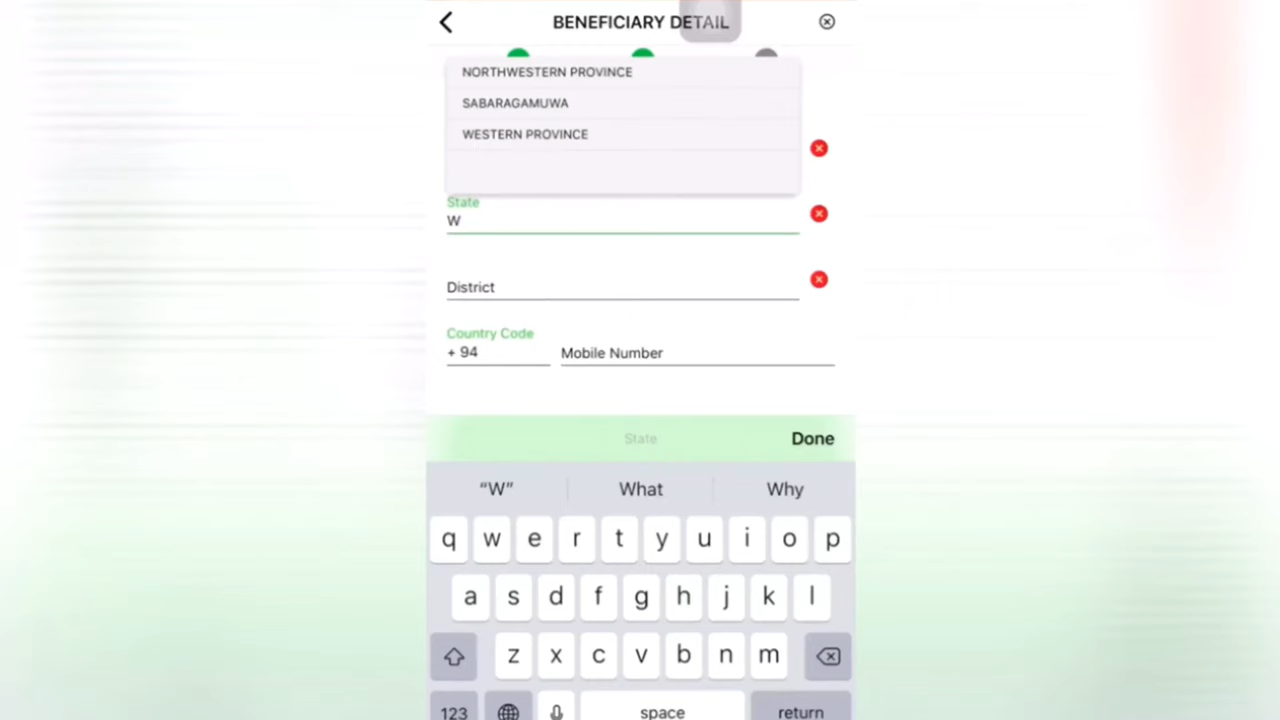 BENEFICIARY DETAIL
NORTHWESTERN PROVINCE
SABARAGAMUWA
WESTERN PROVINCE
State
W
District
Country Code
+ 94
Mobile Number
State
Done
“W”
What
Why
q w e r t y u i o p
a s d f g h j k l
z x c v b n m
123
space
return